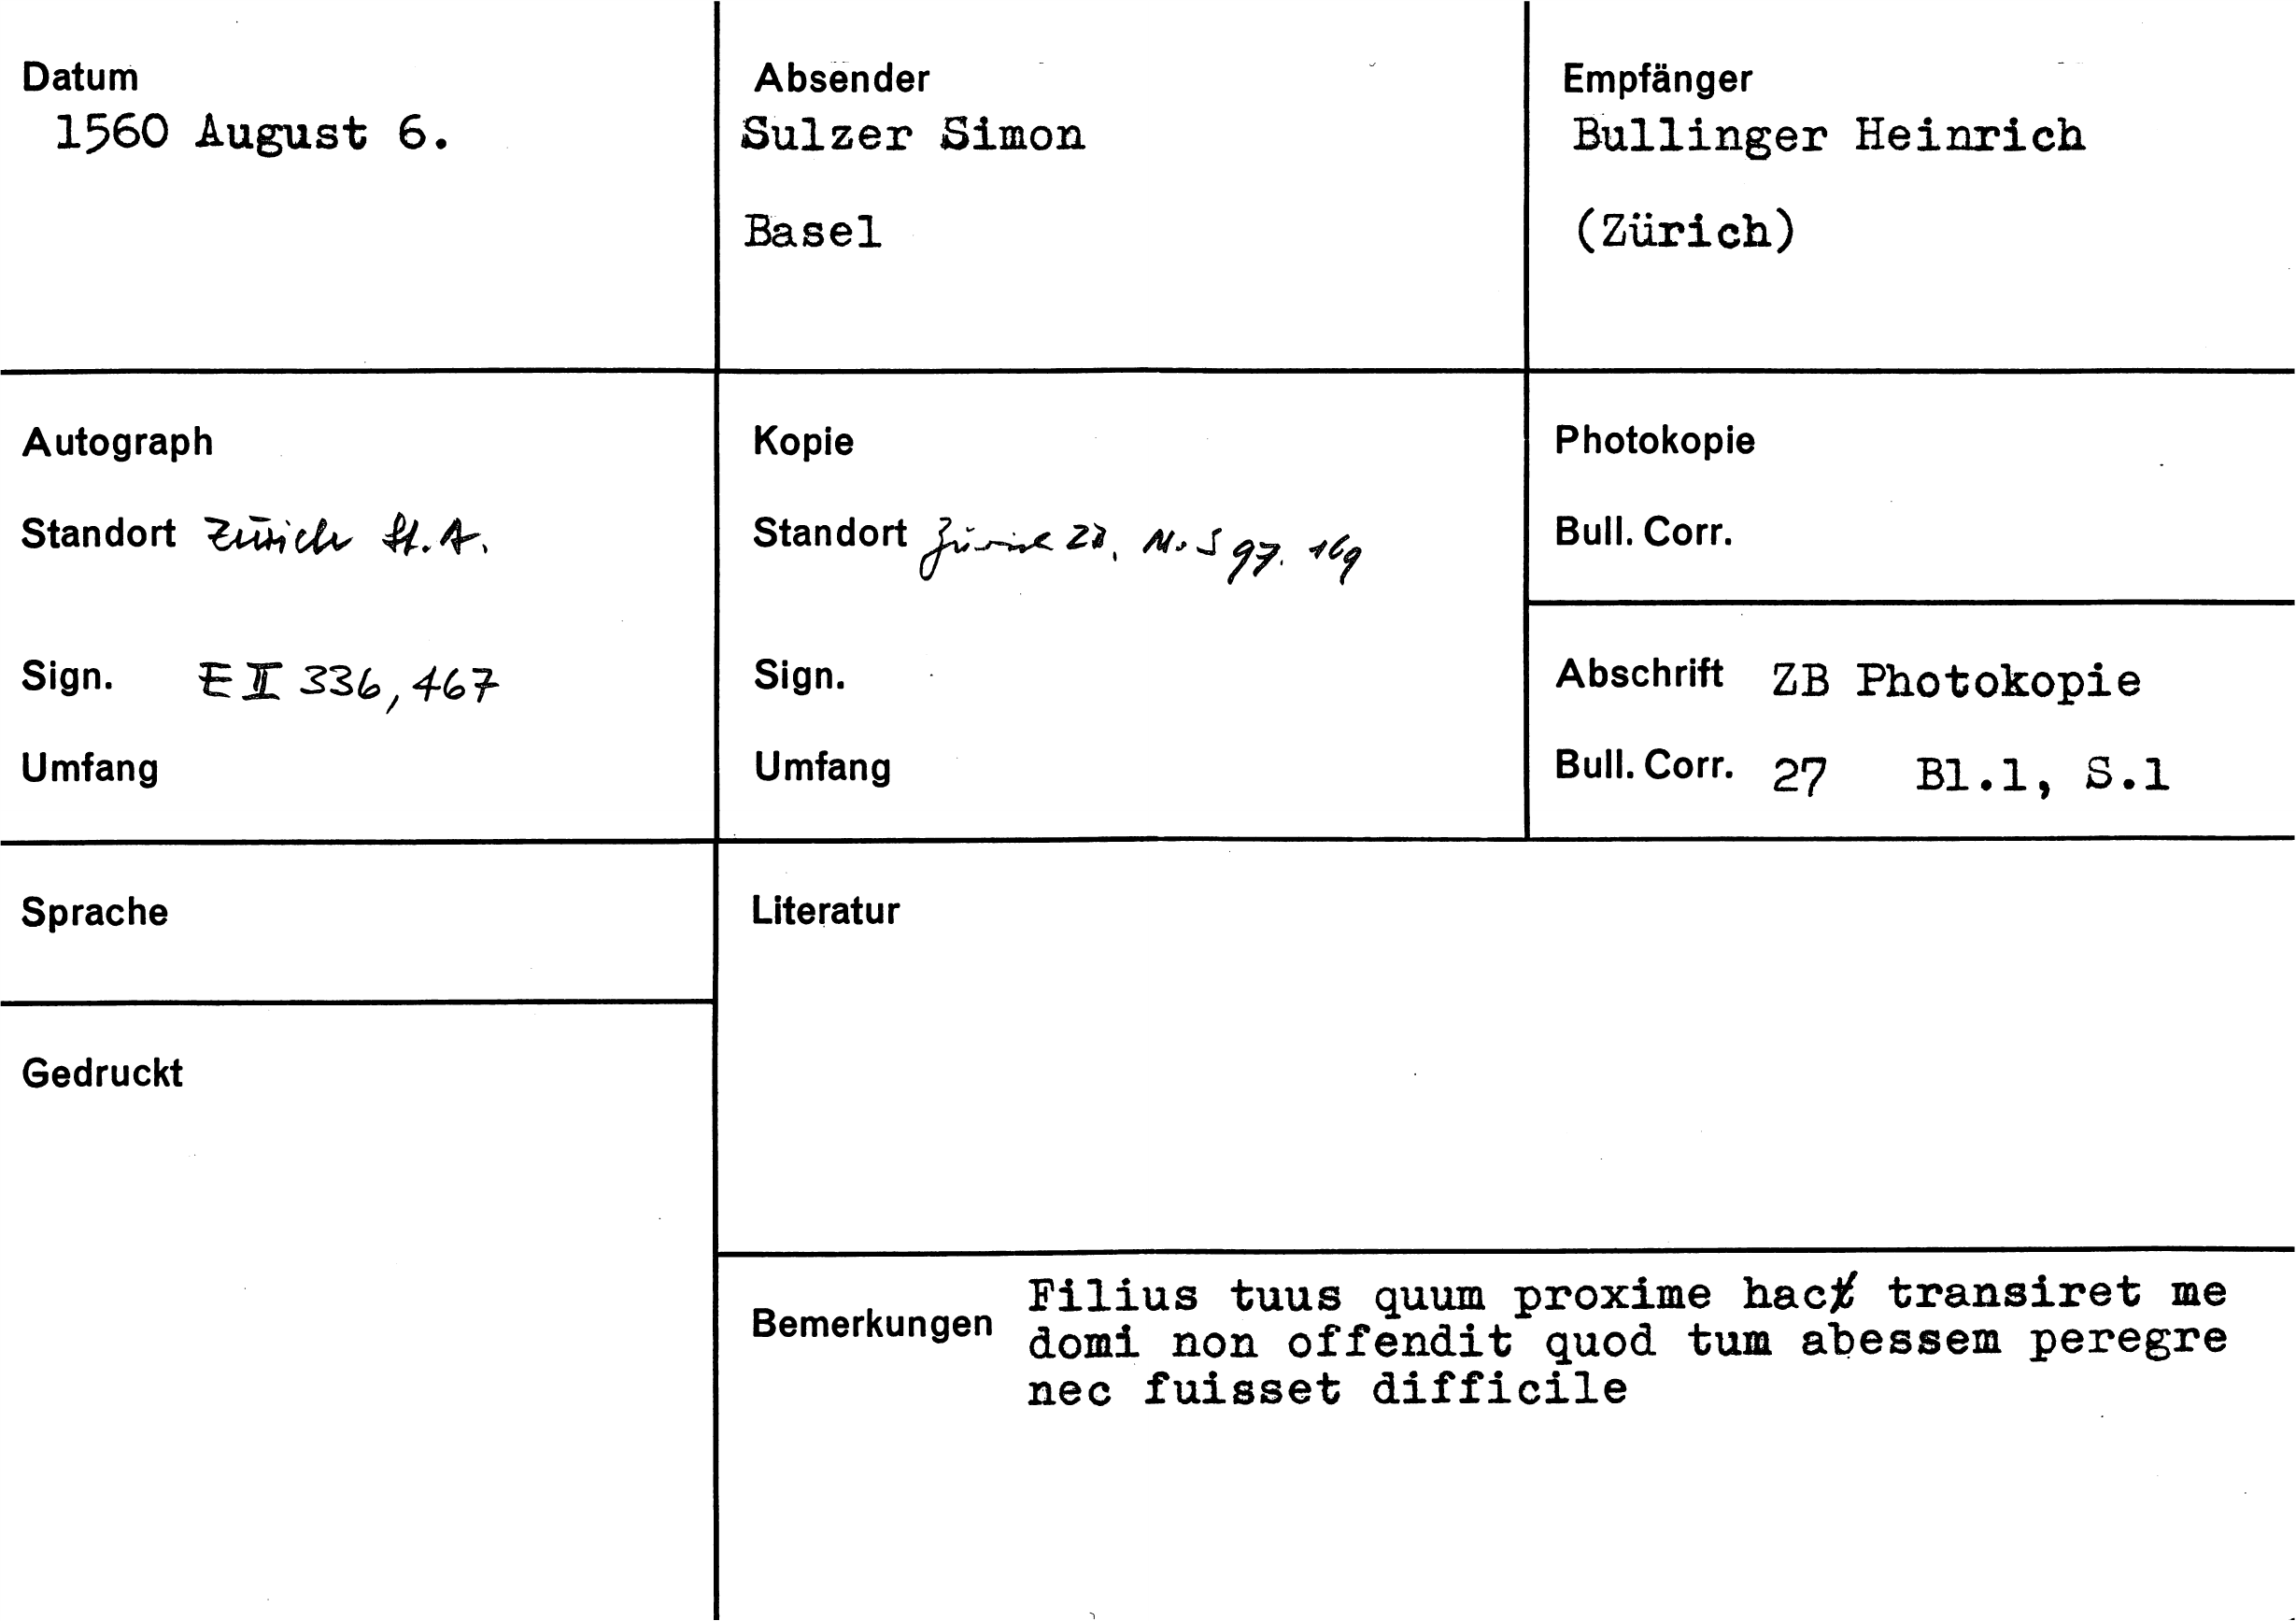 Datum
1560 August 6.
Absender
Sulzer Simon
Basel
Empfänger
Bullinger Heinrich
(Zürich)
Autograph
Standort Zürich St.A.
Sign. E II 336, 467
Umfang
Kopie
Standort Zürich ZB, Ms S 97. 169
Sign.
Umfang
Photokopie
Bull. Corr.
Abschrift ZB Photokopie
Bull. Corr. 27 Bl.1, S.1
Sprache
Gedruckt
Literatur
Bemerkungen
Filius tuus quum proxime hac transiret me
domi non offendit quod tum abessem peregre
nec fuisset difficile